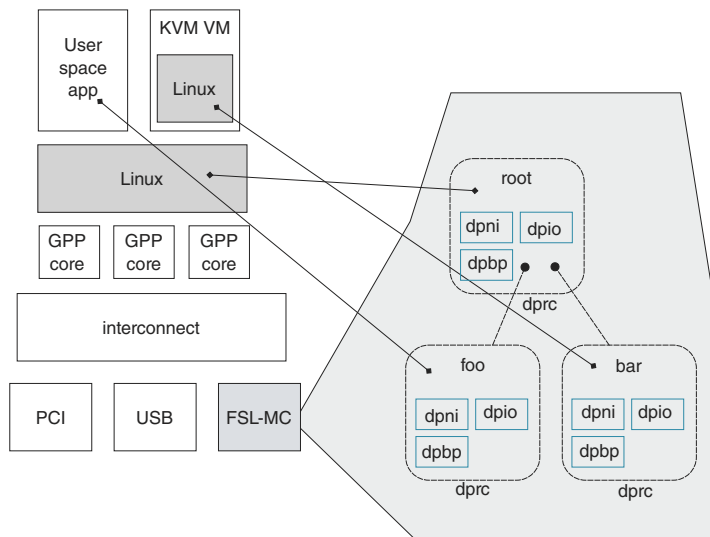 User
space
app
KVM VM
Linux
Linux
GPP
core
GPP
core
GPP
core
interconnect
PCI
USB
FSL-MC
root
dpni
dpio
dpbp
dprc
foo
dpni
dpio
dpbp
dprc
bar
dpni
dpio
dpbp
dprc